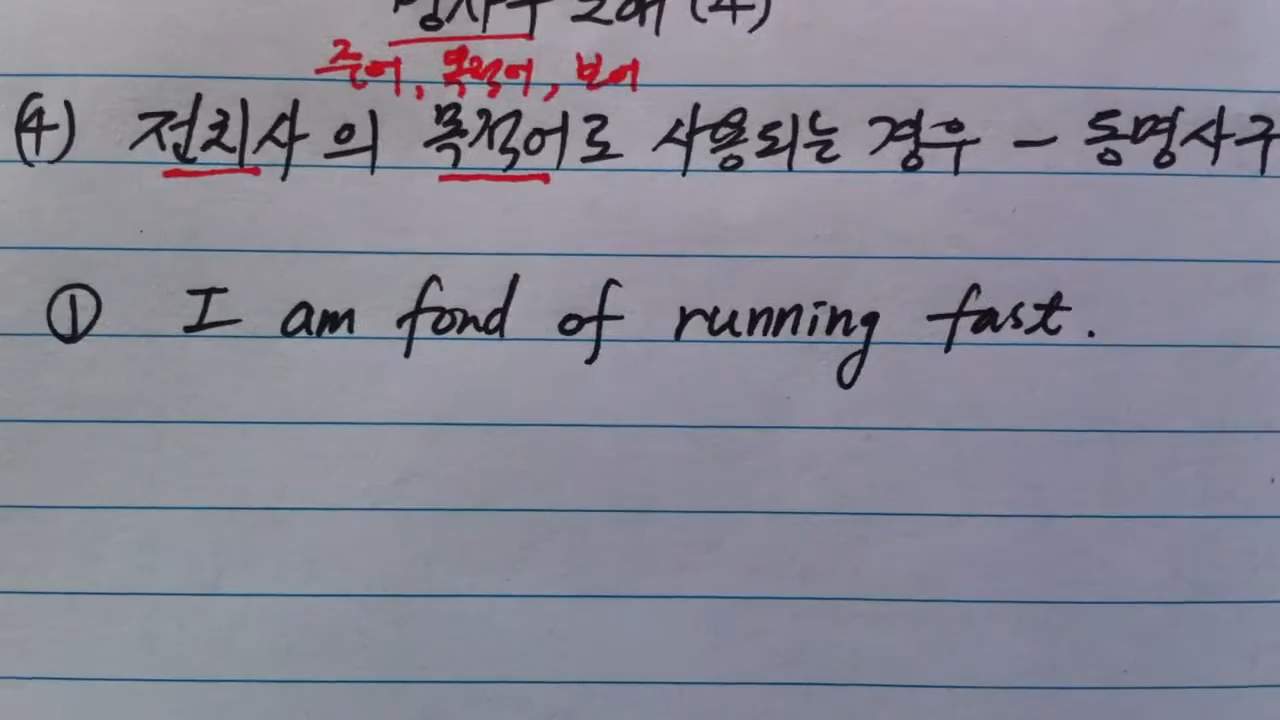 (4)
주어, 목적어, 보어
(4) 전치사의 목적어로 사용되는 경우 - 동명사구
① I am fond of running fast.